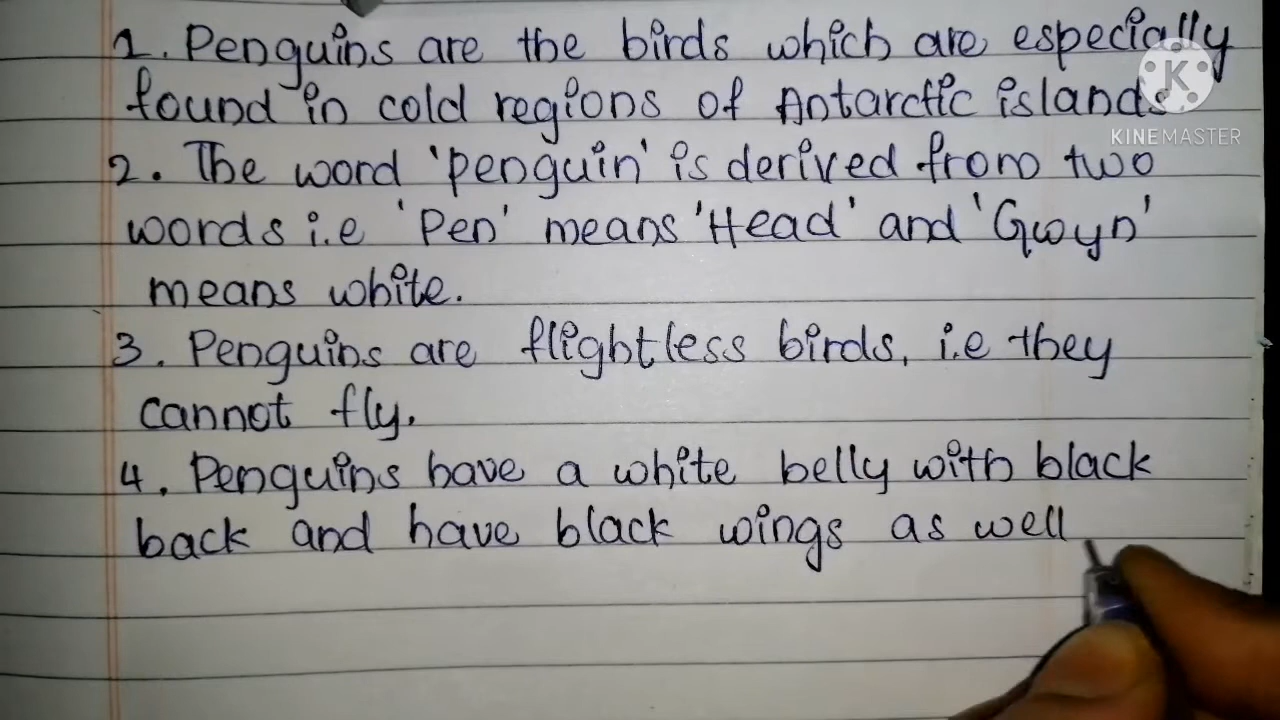 1. Penguins are the birds which are especially
found in cold regions of Antarctic islands
2. The word 'penguin' is derived from two
words i.e 'Pen' means 'Head' and 'Gwyn'
means white.
3. Penguins are flightless birds, i.e they
cannot fly.
4. Penguins have a white belly with black
back and have black wings as well
K
KINEMASTER